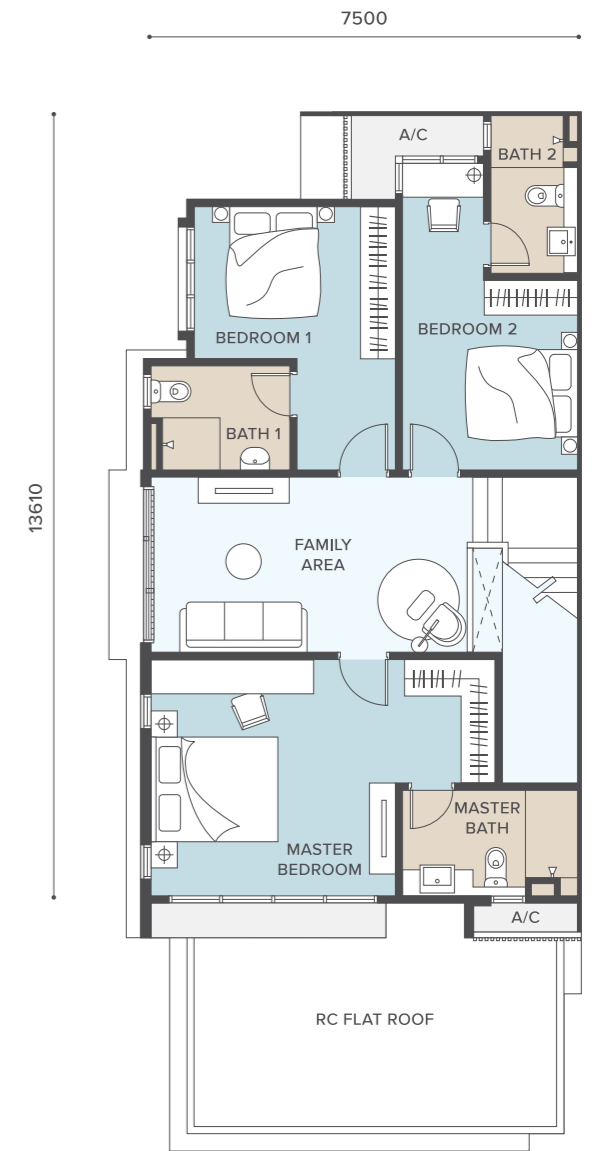 7500
A/C
BATH 2
BEDROOM 1
BEDROOM 2
BATH 1
13610
FAMILY
AREA
MASTER
BATH
MASTER
BEDROOM
A/C
RC FLAT ROOF